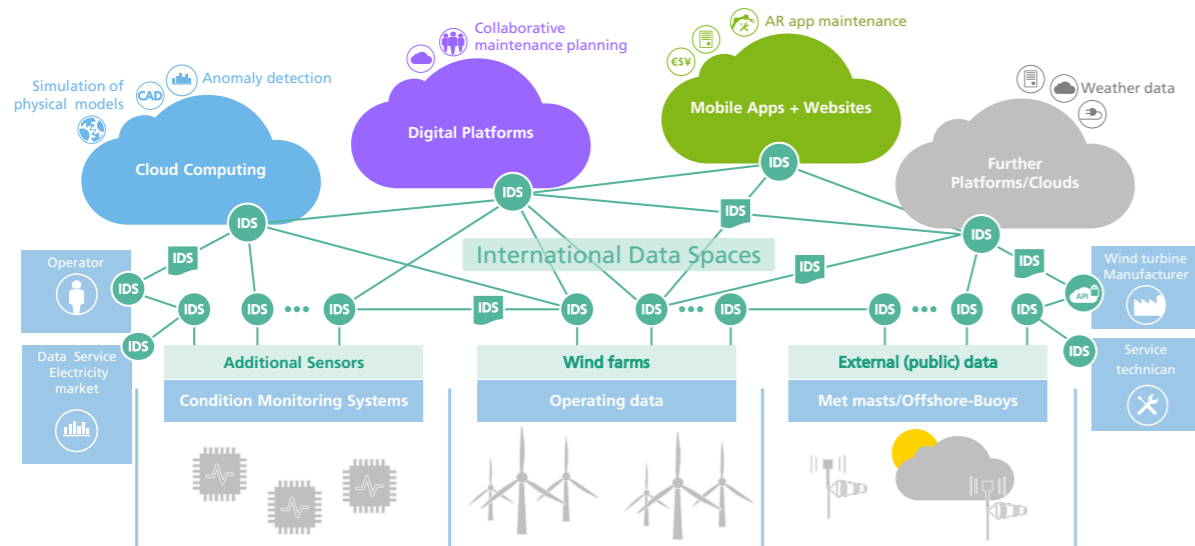 Collaborative
maintenance planning
AR app maintenance
€$¥
Simulation of
physical models
CAD
Anomaly detection
Weather data
Cloud Computing
Digital Platforms
Mobile Apps + Websites
Further
Platforms/Clouds
IDS
IDS
IDS
IDS
IDS
International Data Spaces
Operator
IDS
IDS
IDS
IDS
Wind turbine
Manufacturer
API
IDS
IDS
IDS
IDS
IDS
IDS
IDS
IDS
IDS
IDS
IDS
IDS
Data Service
Electricity
market
IDS
Additional Sensors
Wind farms
External (public) data
IDS
Service
technican
Condition Monitoring Systems
Operating data
Met masts/Offshore-Buoys